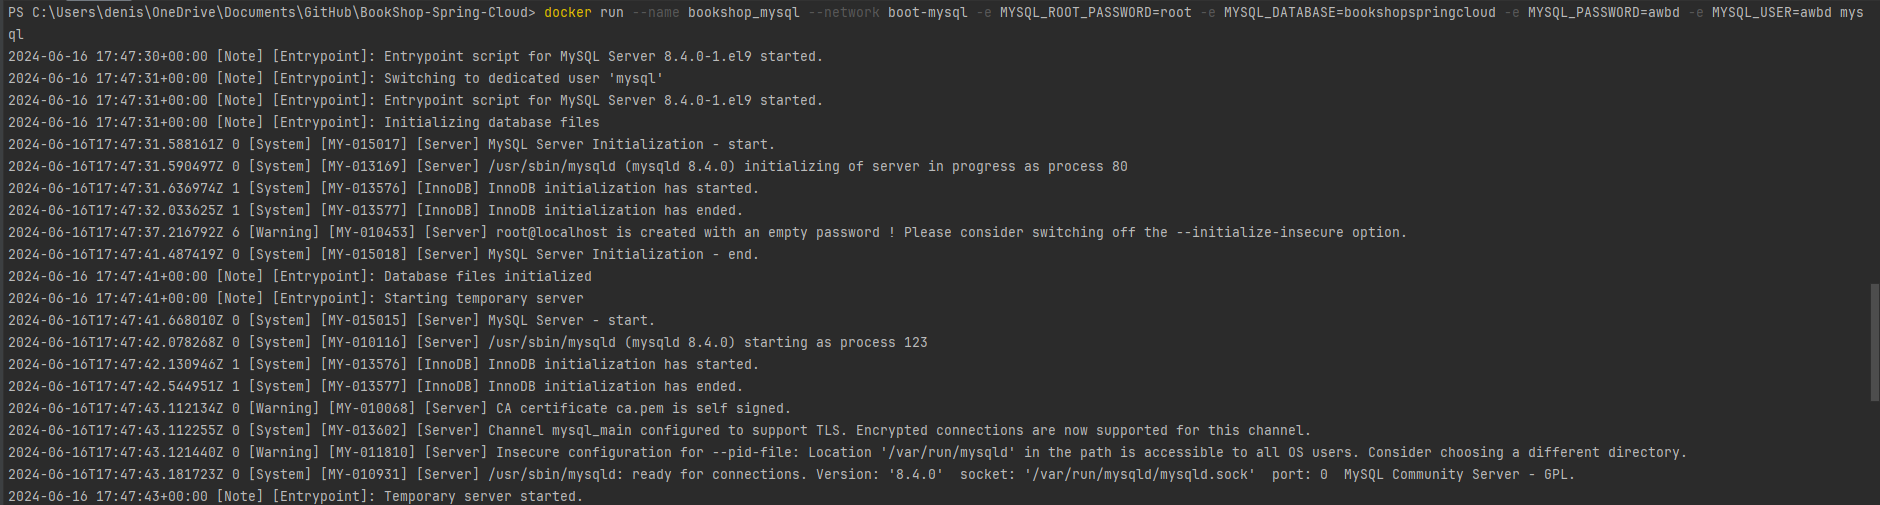 PS C:\Users\denis\OneDrive\Documents\GitHub\BookShop-Spring-Cloud> docker run --name bookshop_mysql --network boot-mysql -e MYSQL_ROOT_PASSWORD=root -e MYSQL_DATABASE=bookshopspringcloud -e MYSQL_PASSWORD=awbd -e MYSQL_USER=awbd mys
ql
2024-06-16 17:47:30+00:00 [Note] [Entrypoint]: Entrypoint script for MySQL Server 8.4.0-1.el9 started.
2024-06-16 17:47:31+00:00 [Note] [Entrypoint]: Switching to dedicated user 'mysql'
2024-06-16 17:47:31+00:00 [Note] [Entrypoint]: Entrypoint script for MySQL Server 8.4.0-1.el9 started.
2024-06-16 17:47:31+00:00 [Note] [Entrypoint]: Initializing database files
2024-06-16T17:47:31.588161Z 0 [System] [MY-015017] [Server] MySQL Server Initialization - start.
2024-06-16T17:47:31.590497Z 0 [System] [MY-013169] [Server] /usr/sbin/mysqld (mysqld 8.4.0) initializing of server in progress as process 80
2024-06-16T17:47:31.636974Z 1 [System] [MY-013576] [InnoDB] InnoDB initialization has started.
2024-06-16T17:47:32.033625Z 1 [System] [MY-013577] [InnoDB] InnoDB initialization has ended.
2024-06-16T17:47:37.216792Z 6 [Warning] [MY-010453] [Server] root@localhost is created with an empty password ! Please consider switching off the --initialize-insecure option.
2024-06-16T17:47:41.487419Z 0 [System] [MY-015018] [Server] MySQL Server Initialization - end.
2024-06-16 17:47:41+00:00 [Note] [Entrypoint]: Database files initialized
2024-06-16 17:47:41+00:00 [Note] [Entrypoint]: Starting temporary server
2024-06-16T17:47:41.668010Z 0 [System] [MY-015015] [Server] MySQL Server - start.
2024-06-16T17:47:42.078268Z 0 [System] [MY-010116] [Server] /usr/sbin/mysqld (mysqld 8.4.0) starting as process 123
2024-06-16T17:47:42.130946Z 1 [System] [MY-013576] [InnoDB] InnoDB initialization has started.
2024-06-16T17:47:42.544951Z 1 [System] [MY-013577] [InnoDB] InnoDB initialization has ended.
2024-06-16T17:47:43.112134Z 0 [Warning] [MY-010068] [Server] CA certificate ca.pem is self signed.
2024-06-16T17:47:43.112255Z 0 [System] [MY-013602] [Server] Channel mysql_main configured to support TLS. Encrypted connections are now supported for this channel.
2024-06-16T17:47:43.121440Z 0 [Warning] [MY-011810] [Server] Insecure configuration for --pid-file: Location '/var/run/mysqld' in the path is accessible to all OS users. Consider choosing a different directory.
2024-06-16T17:47:43.181723Z 0 [System] [MY-010931] [Server] /usr/sbin/mysqld: ready for connections. Version: '8.4.0'  socket: '/var/run/mysqld/mysqld.sock'  port: 0  MySQL Community Server - GPL.
2024-06-16 17:47:43+00:00 [Note] [Entrypoint]: Temporary server started.